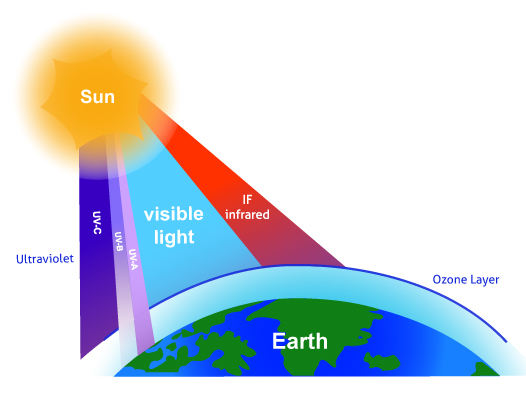 Sun
visible
light
IF
infrared
UV-C
UV-B
UV-A
Ultraviolet
Ozone Layer
Earth